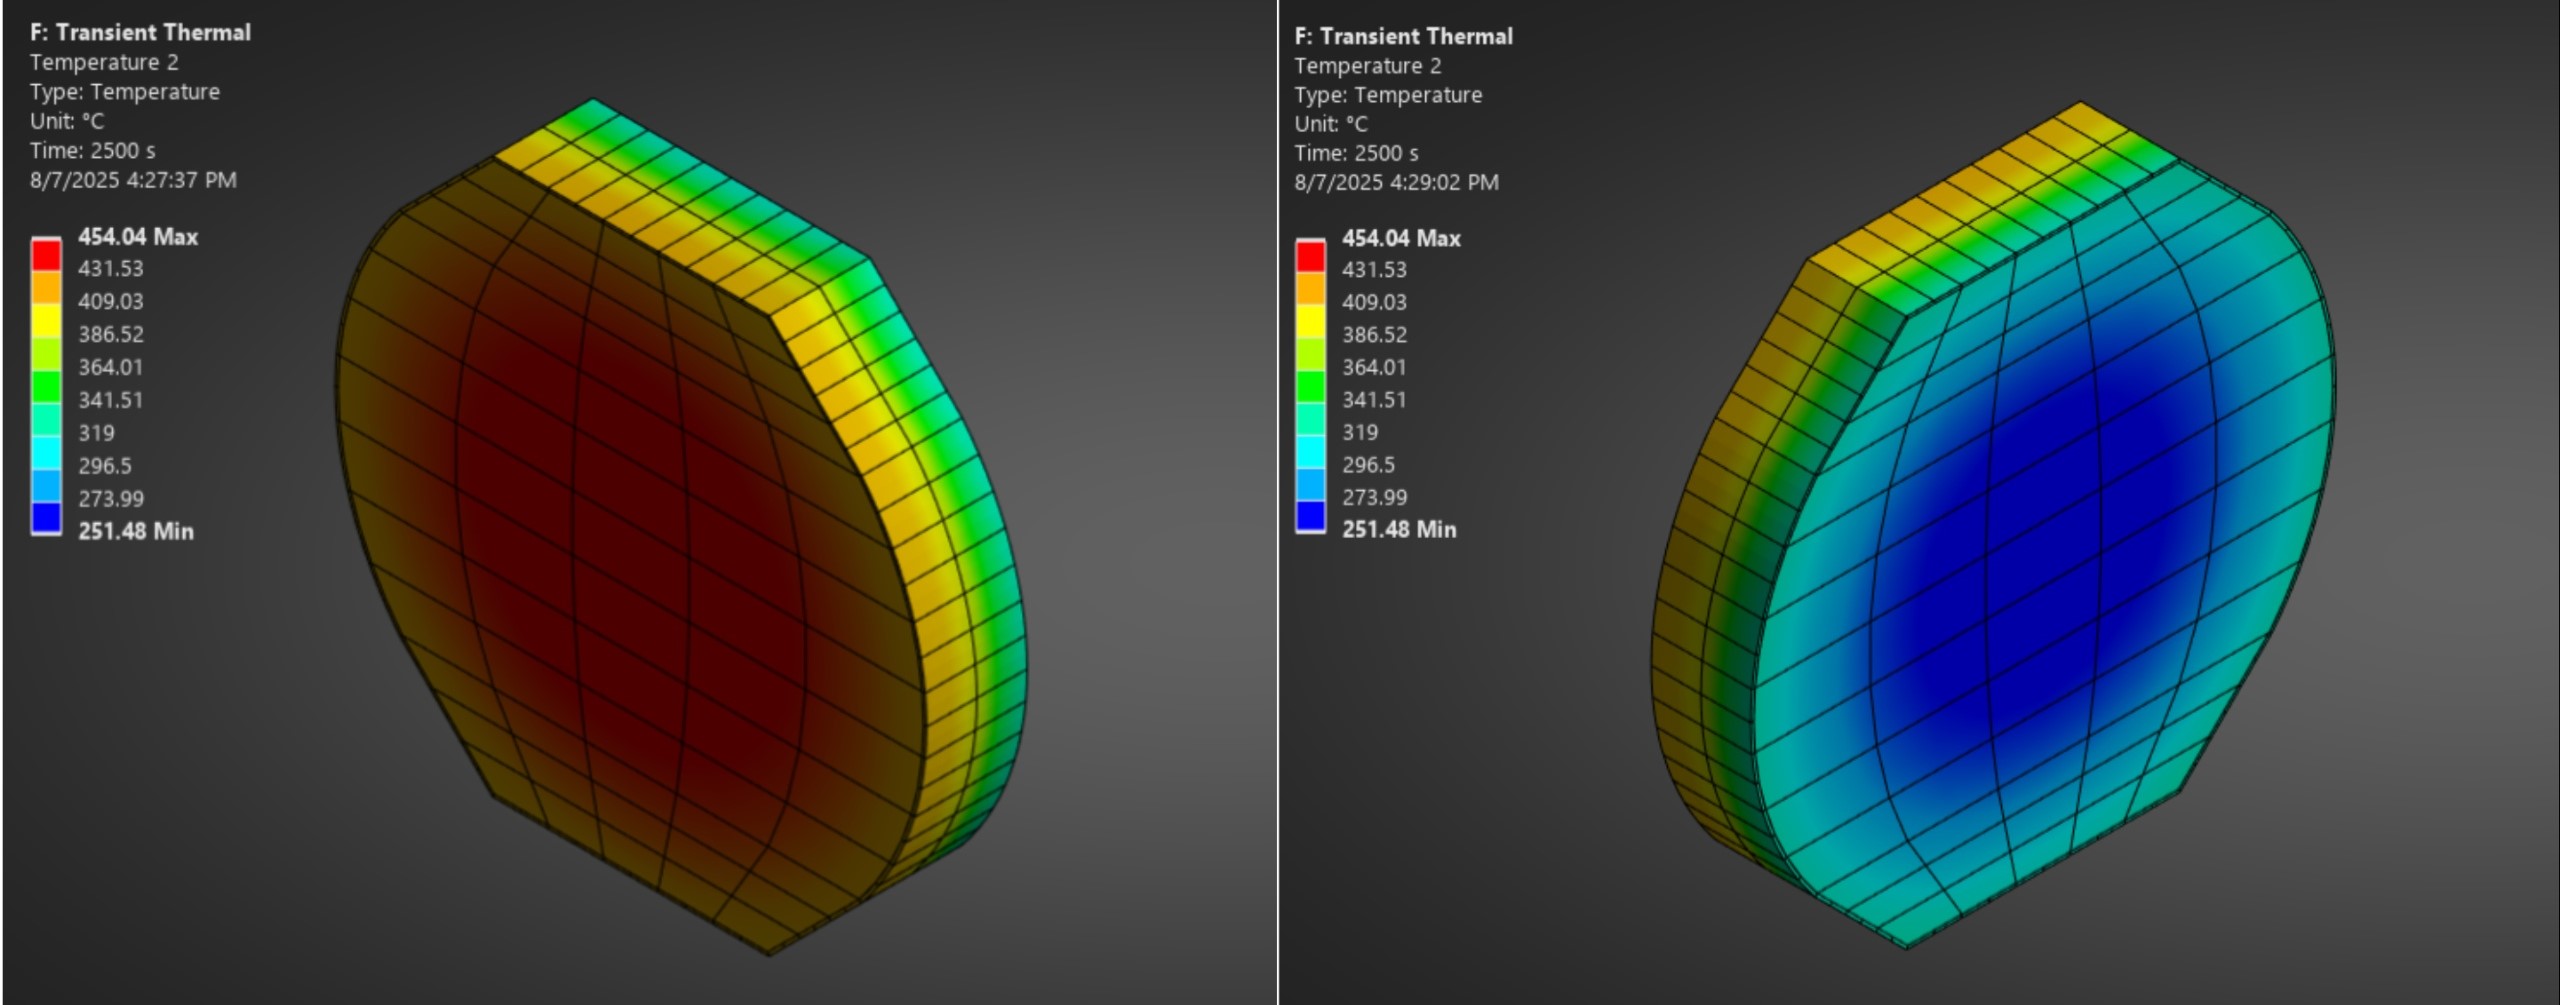 F: Transient Thermal
Temperature 2
Type: Temperature
Unit: °C
Time: 2500 s
8/7/2025 4:27:37 PM
454.04 Max
431.53
409.03
386.52
364.01
341.51
319
296.5
273.99
251.48 Min
F: Transient Thermal
Temperature 2
Type: Temperature
Unit: °C
Time: 2500 s
8/7/2025 4:29:02 PM
454.04 Max
431.53
409.03
386.52
364.01
341.51
319
296.5
273.99
251.48 Min